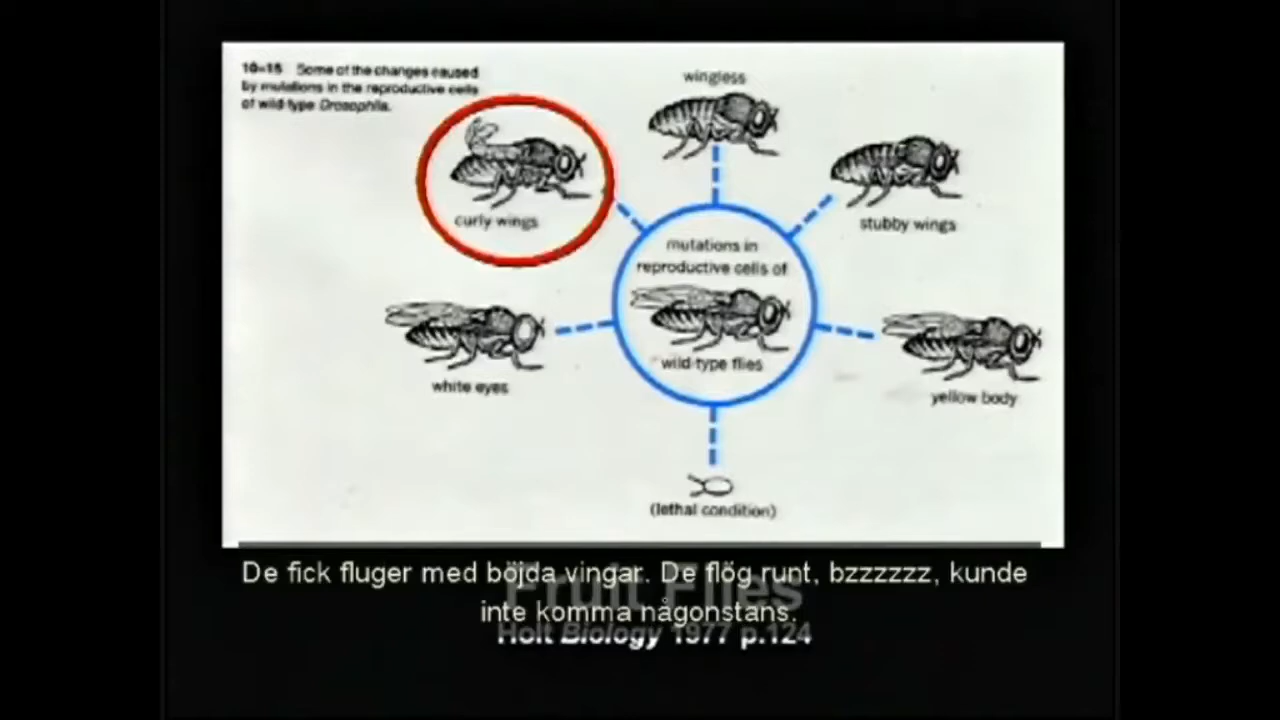 10-15 Some of the changes caused
by mutations in the reproductive cells
of wild-type Drosophila.
wingless
curly wings
stubby wings
mutations in
reproductive cells of
wild-type flies
white eyes
yellow body
(lethal condition)
De fick fluger med böjda vingar. De flög runt, bzzzzzz, kunde
inte komma någonstans.
Fruit Flies
Holt Biology 1977 p.124